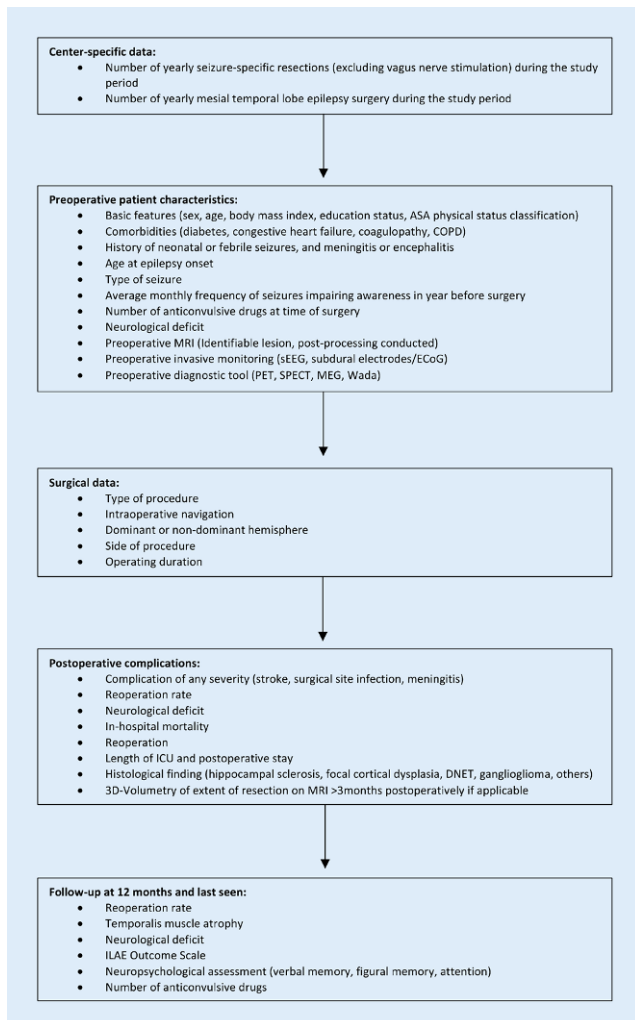 Center-specific data:
• Number of yearly seizure-specific resections (excluding vagus nerve stimulation) during the study
period
• Number of yearly mesial temporal lobe epilepsy surgery during the study period
Preoperative patient characteristics:
• Basic features (sex, age, body mass index, education status, ASA physical status classification)
• Comorbidities (diabetes, congestive heart failure, coagulopathy, COPD)
• History of neonatal or febrile seizures, and meningitis or encephalitis
• Age at epilepsy onset
• Type of seizure
• Average monthly frequency of seizures impairing awareness in year before surgery
• Number of anticonvulsive drugs at time of surgery
• Neurological deficit
• Preoperative MRI (Identifiable lesion, post-processing conducted)
• Preoperative invasive monitoring (sEEG, subdural electrodes/ECoG)
• Preoperative diagnostic tool (PET, SPECT, MEG, Wada)
Surgical data:
• Type of procedure
• Intraoperative navigation
• Dominant or non-dominant hemisphere
• Side of procedure
• Operating duration
Postoperative complications:
• Complication of any severity (stroke, surgical site infection, meningitis)
• Reoperation rate
• Neurological deficit
• In-hospital mortality
• Reoperation
• Length of ICU and postoperative stay
• Histological finding (hippocampal sclerosis, focal cortical dysplasia, DNET, ganglioglioma, others)
• 3D-Volumetry of extent of resection on MRI >3months postoperatively if applicable
Follow-up at 12 months and last seen:
• Reoperation rate
• Temporalis muscle atrophy
• Neurological deficit
• ILAE Outcome Scale
• Neuropsychological assessment (verbal memory, figural memory, attention)
• Number of anticonvulsive drugs